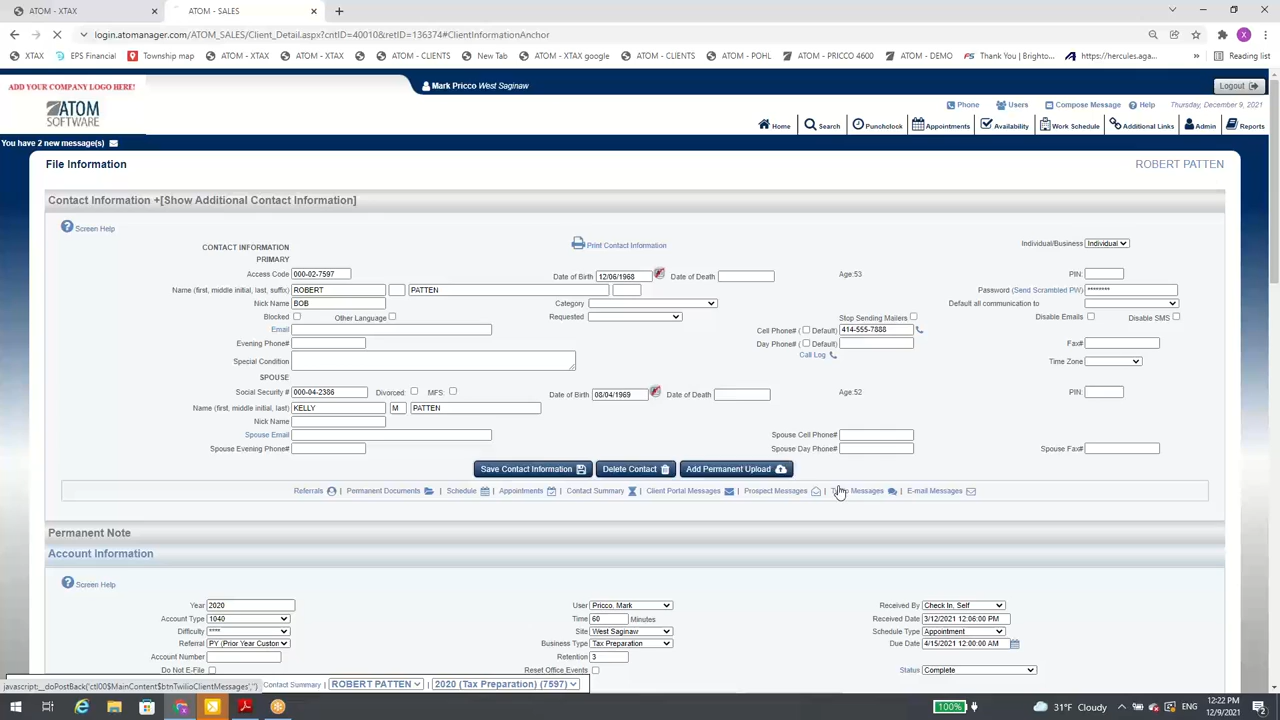 ATOM - XTAX
ATOM - SALES
login.atomanager.com/ATOM_SALES/Client_Detail.aspx?cntID=40010&retID=136374#ClientInformationAnchor
XTAX EPS Financial Township map ATOM - XTAX ATOM - XTAX ATOM - CLIENTS New Tab ATOM - XTAX google ATOM - CLIENTS ATOM - POHL ATOM - PRICCO 4600 ATOM - DEMO Thank You | Brighto... https://hercules.aga... » Reading list
ADD YOUR COMPANY LOGO HERE!
ATOM
SOFTWARE
Mark Pricco West Saginaw
Logout
Phone Users Compose Message Help Thursday, December 9, 2021
Home Search Punchclock Appointments Availability Work Schedule Additional Links Admin Reports
You have 2 new message(s)
File Information ROBERT PATTEN
Contact Information +[Show Additional Contact Information]
Screen Help
CONTACT INFORMATION Print Contact Information Individual/Business Individual
PRIMARY
Access Code 000-02-7597 Date of Birth 12/06/1968 Date of Death Age:53 PIN:
Name (first, middle initial, last, suffix) ROBERT PATTEN Password (Send Scrambled PW) ********
Nick Name BOB Category Default all communication to
Blocked Other Language Requested Stop Sending Mailers Disable Emails Disable SMS
Email Cell Phone# ( Default) 414-555-7888
Evening Phone# Day Phone# ( Default) Fax#
Call Log
Special Condition Time Zone
SPOUSE
Social Security # 000-04-2386 Divorced: MFS: Date of Birth 08/04/1969 Date of Death Age.52 PIN:
Name (first, middle initial, last) KELLY M PATTEN
Nick Name
Spouse Email Spouse Cell Phone#
Spouse Evening Phone# Spouse Day Phone# Spouse Fax#
Save Contact Information Delete Contact Add Permanent Upload
Referrals | Permanent Documents | Schedule | Appointments | Contact Summary | Client Portal Messages | Prospect Messages | Messages | E-mail Messages
Permanent Note
Account Information
Screen Help
Year 2020 User Pricco, Mark Received By Check In, Self
Account Type 1040 Time 60 Minutes Received Date 3/12/2021 12:06:00 PM
Difficulty **** Site West Saginaw Schedule Type Appointment
Referral PY (Prior Year Custon Business Type Tax Preparation Due Date 4/15/2021 12:00:00 AM
Account Number Retention 3
Do Not E-File Reset Office Events Status Complete
javascript:__doPostBack('ctl00$MainContent$btnTwilioClientMessages','') Contact Summary | ROBERT PATTEN | 2020 (Tax Preparation) (7597)
100% 31°F Cloudy ENG 12:22 PM
12/9/2021